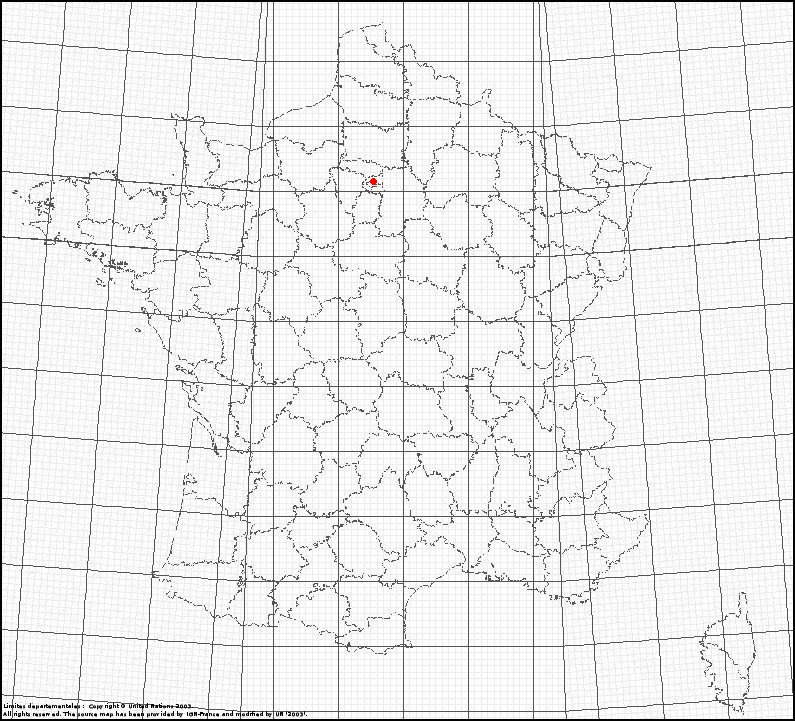 Limites departementales : Copyright © United Nations 2003
All rights reserved. The source map has been provided by IGN-France and modified by UN '2003'.